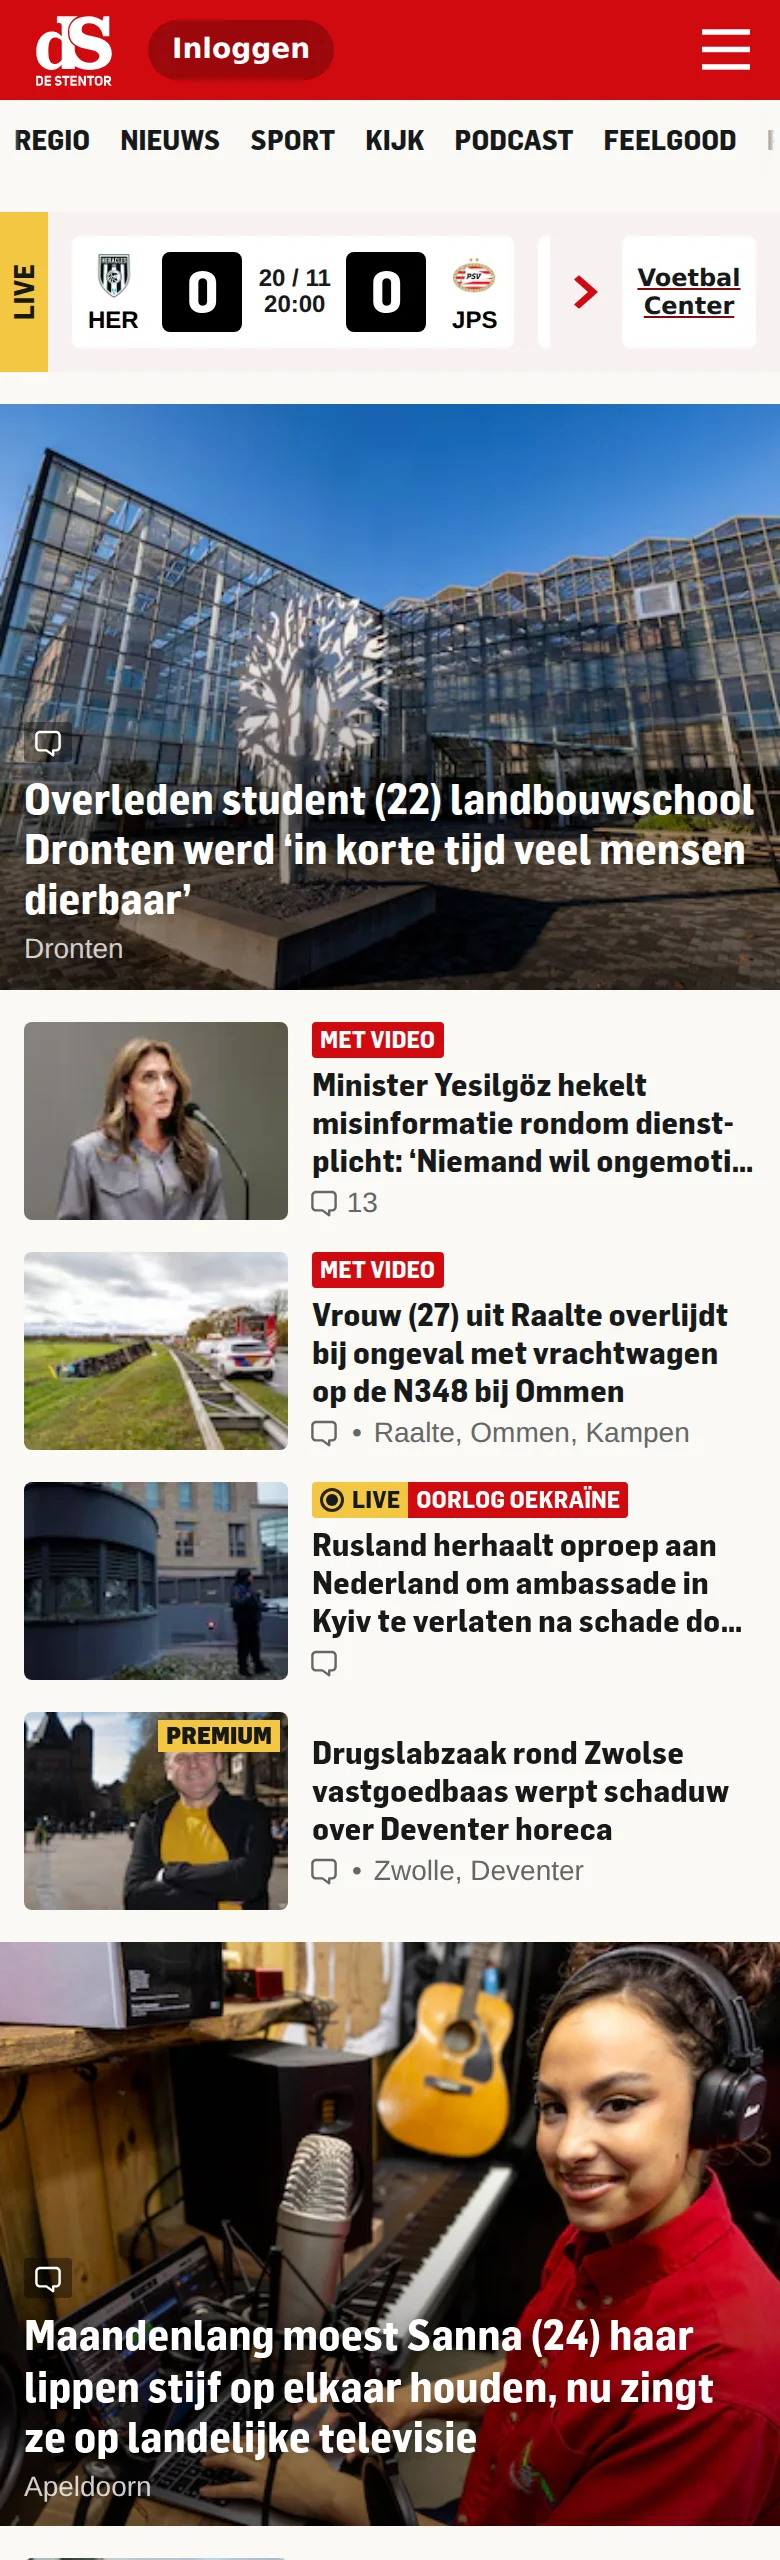 dS
DE STENTOR
Inloggen
REGIO NIEUWS SPORT KIJK PODCAST FEELGOOD
LIVE
HERACLES
HER
0
20 / 11
20:00
0
PSV
JPS
Voetbal
Center
Overleden student (22) landbouwschool
Dronten werd ‘in korte tijd veel mensen
dierbaar’
Dronten
MET VIDEO
Minister Yesilgöz hekelt
misinformatie rondom dienst-
plicht: ‘Niemand wil ongemoti...
13
MET VIDEO
Vrouw (27) uit Raalte overlijdt
bij ongeval met vrachtwagen
op de N348 bij Ommen
• Raalte, Ommen, Kampen
LIVE OORLOG OEKRAÏNE
Rusland herhaalt oproep aan
Nederland om ambassade in
Kyiv te verlaten na schade do...
PREMIUM
Drugslabzaak rond Zwolse
vastgoedbaas werpt schaduw
over Deventer horeca
• Zwolle, Deventer
Maandenlang moest Sanna (24) haar
lippen stijf op elkaar houden, nu zingt
ze op landelijke televisie
Apeldoorn